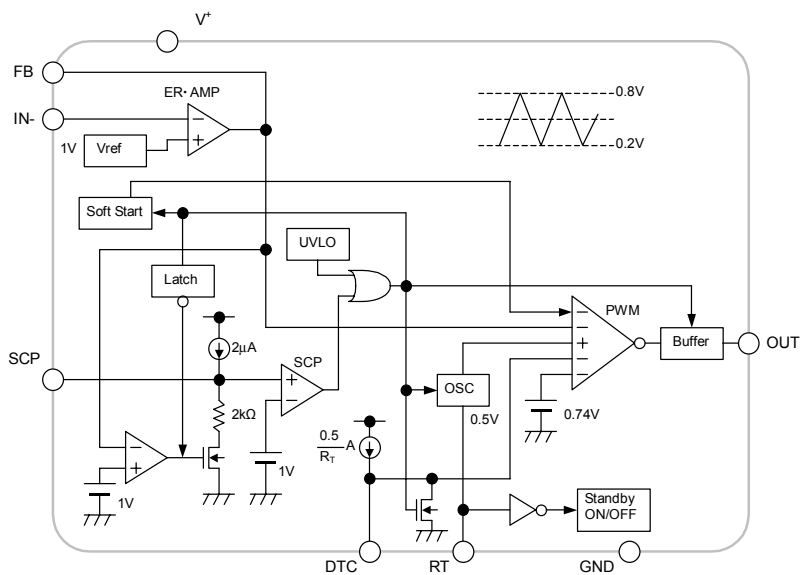 V+
FB
ER・AMP
IN-
0.8V
0.2V
1V
Vref
Soft Start
UVLO
Latch
PWM
SCP
2μA
SCP
Buffer
OUT
OSC
0.5V
0.74V
2kΩ
0.5
RT
A
1V
1V
Standby
ON/OFF
DTC
RT
GND
− + + − − − + − − +